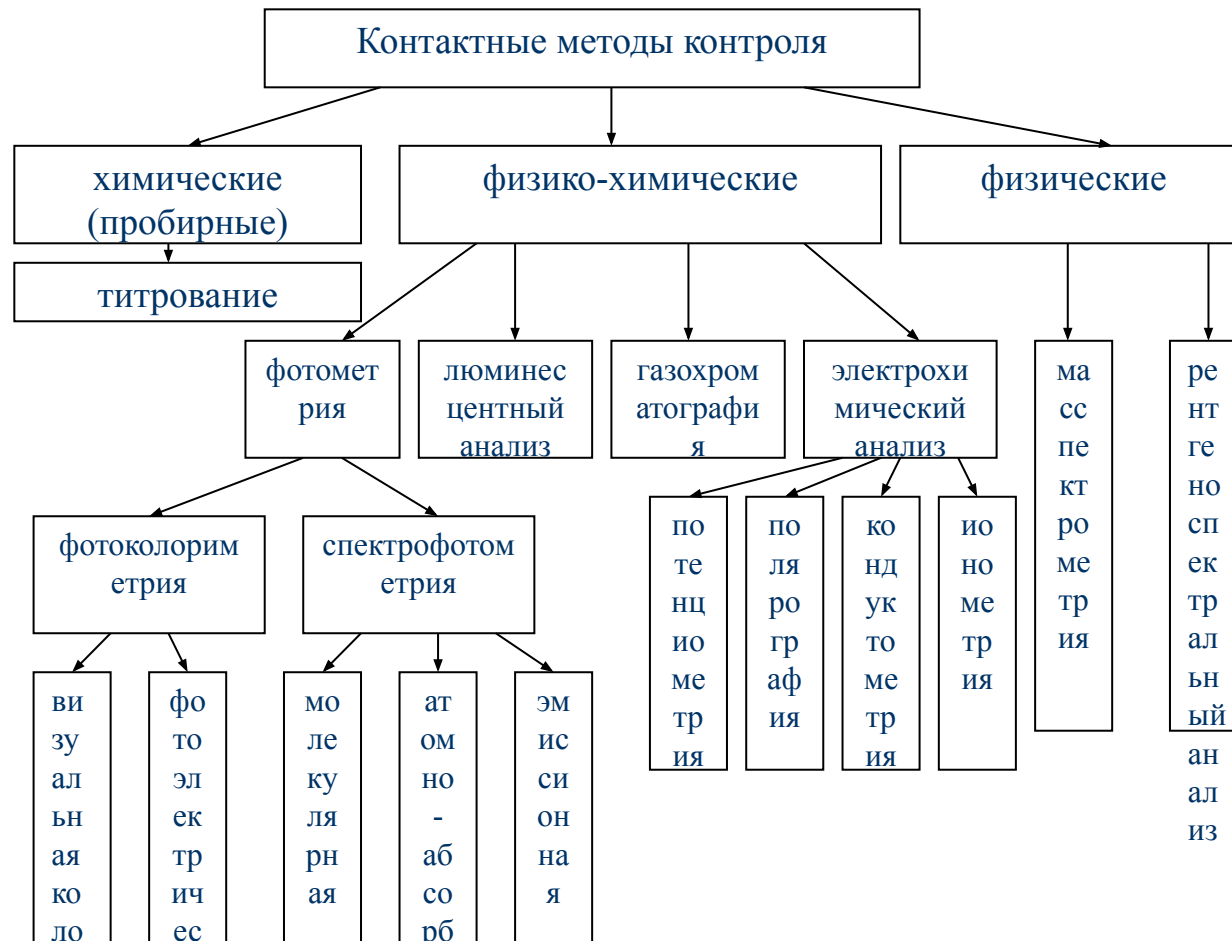 Контактные методы контроля
химические
(пробирные)
физико-химические
физические
титрование
фотомет
рия
люминес
центный
анализ
газохром
атографи
я
электрохи
мический
анализ
ма
сс
пе
кт
ро
ме
тр
ия
ре
нт
ге
но
сп
ек
тр
ал
ьн
ый
ан
ал
из
фотоколорим
етрия
спектрофотом
етрия
по
те
нц
ио
ме
тр
ия
по
ля
ро
гр
аф
ия
ко
нд
ук
то
ме
тр
ия
ио
но
ме
тр
ия
ви
зу
ал
ьн
ая
ко
ло
фо
то
эл
ек
тр
ич
ес
мо
ле
ку
ля
рн
ая
ат
ом
но
-
аб
со
рб
эм
ис
си
он
на
я